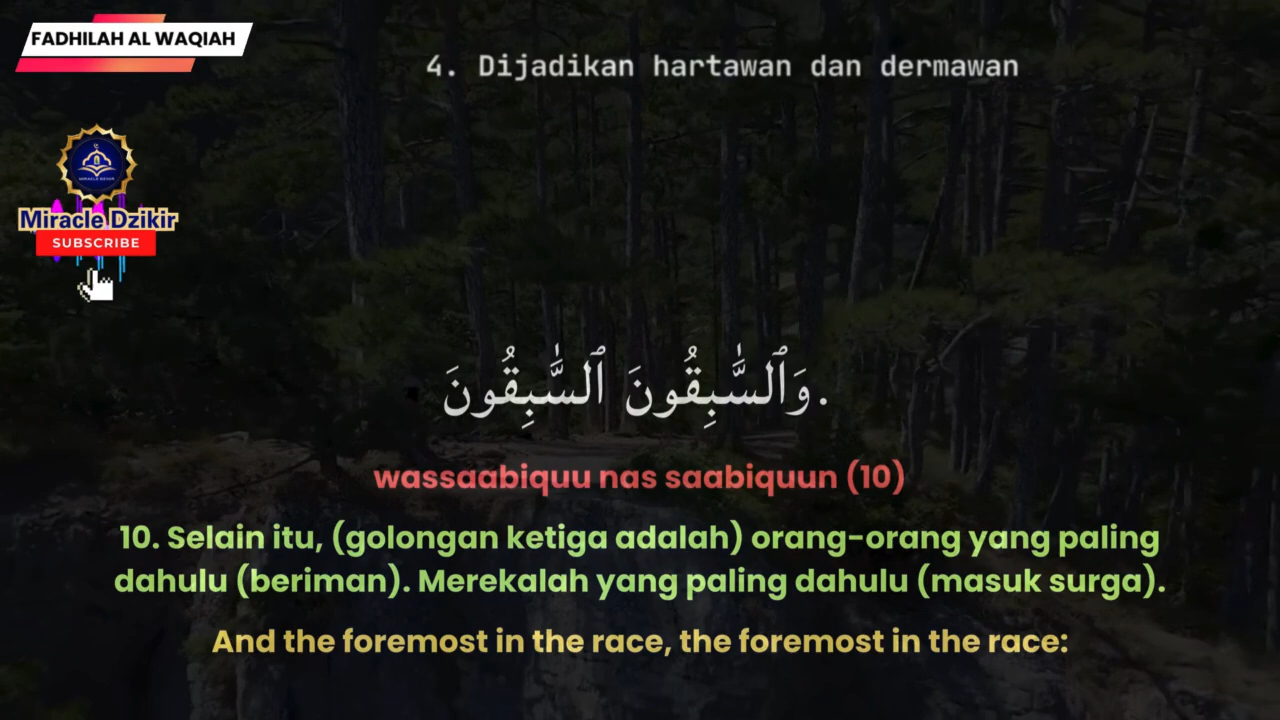 FADHILAH AL WAQIAH
4. Dijadikan hartawan dan dermawan
Miracle Dzikir
SUBSCRIBE
وَٱلسَّٰبِقُونَ ٱلسَّٰبِقُونَ.
wassaabiquu nas saabiquun (10)
10. Selain itu, (golongan ketiga adalah) orang-orang yang paling
dahulu (beriman). Merekalah yang paling dahulu (masuk surga).
And the foremost in the race, the foremost in the race: